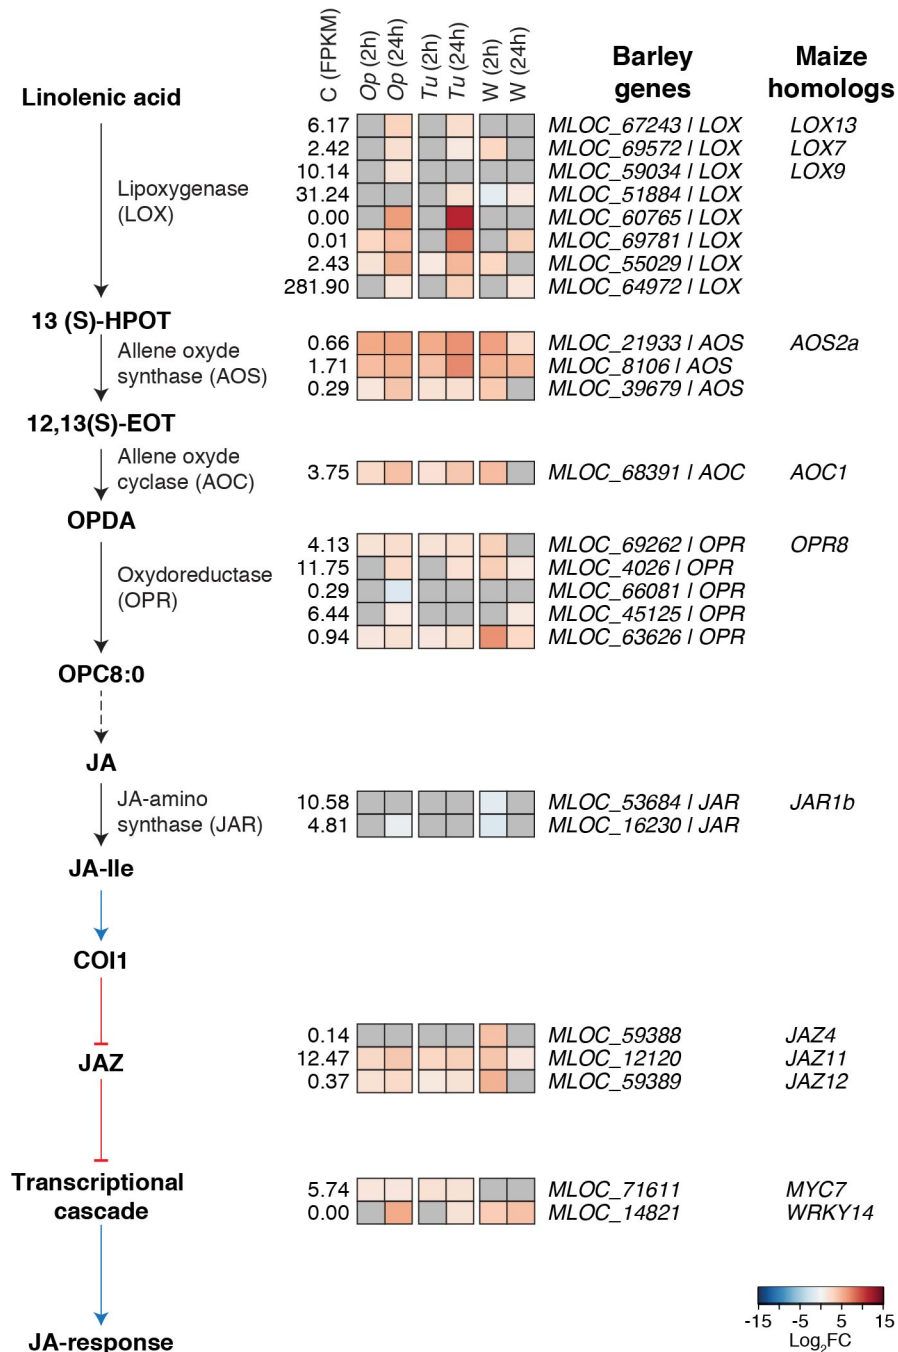 C (FPKM)
Op (2h)
Op (24h)
Tu (2h)
Tu (24h)
W (2h)
W (24h)
Barley
genes
Maize
homologs
Linolenic acid
6.17 MLOC_67243 | LOX LOX13
2.42 MLOC_69572 | LOX LOX7
10.14 MLOC_59034 | LOX LOX9
31.24 MLOC_51884 | LOX
0.00 MLOC_60765 | LOX
0.01 MLOC_69781 | LOX
2.43 MLOC_55029 | LOX
281.90 MLOC_64972 | LOX
Lipoxygenase
(LOX)
13 (S)-HPOT
Allene oxyde
synthase (AOS)
0.66 MLOC_21933 | AOS AOS2a
1.71 MLOC_8106 | AOS
0.29 MLOC_39679 | AOS
12,13(S)-EOT
Allene oxyde
cyclase (AOC)
3.75 MLOC_68391 | AOC AOC1
OPDA
Oxydoreductase
(OPR)
4.13 MLOC_69262 | OPR OPR8
11.75 MLOC_4026 | OPR
0.29 MLOC_66081 | OPR
6.44 MLOC_45125 | OPR
0.94 MLOC_63626 | OPR
OPC8:0
JA
JA-amino
synthase (JAR)
10.58 MLOC_53684 | JAR JAR1b
4.81 MLOC_16230 | JAR
JA-Ile
COI1
JAZ
0.14 MLOC_59388 JAZ4
12.47 MLOC_12120 JAZ11
0.37 MLOC_59389 JAZ12
Transcriptional
cascade
5.74 MLOC_71611 MYC7
0.00 MLOC_14821 WRKY14
JA-response
-15 -5 5 15
Log2FC